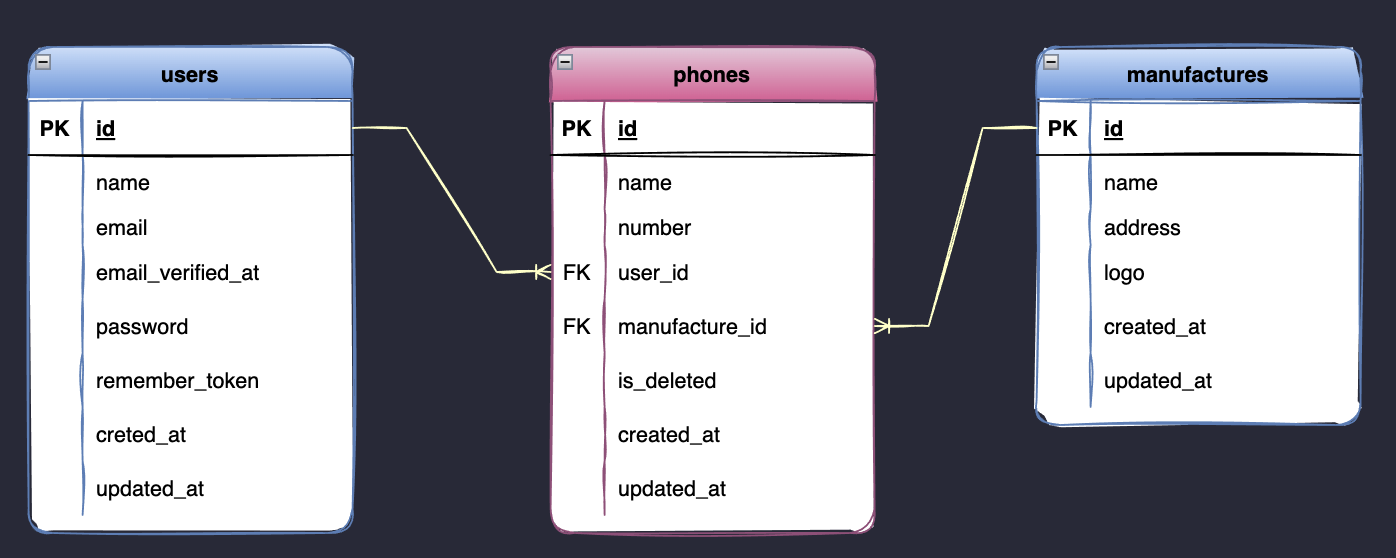 users
PK id
name
email
email_verified_at
password
remember_token
creted_at
updated_at
phones
PK id
name
number
FK user_id
FK manufacture_id
is_deleted
created_at
updated_at
manufactures
PK id
name
address
logo
created_at
updated_at